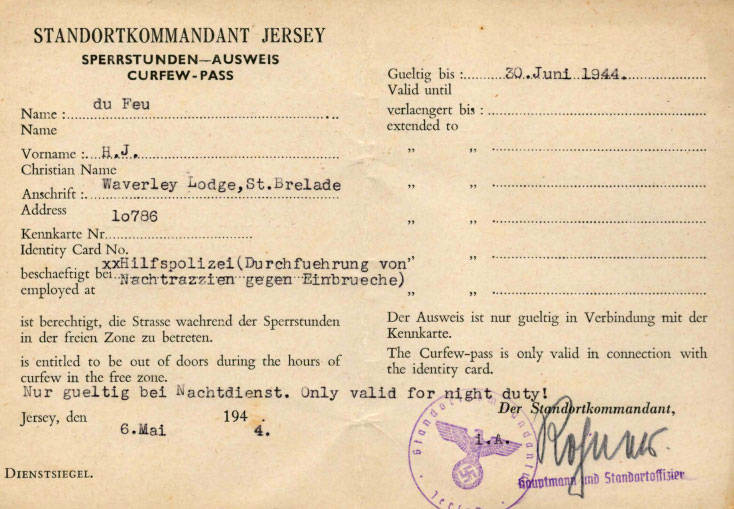 STANDORTKOMMANDANT JERSEY
SPERRSTUNDEN—AUSWEIS
CURFEW-PASS
Name : du Feu
Name
Vorname : H.J.
Christian Name
Anschrift : Waverley Lodge,St.Brelade
Address
Kennkarte Nr. lo786
Identity Card No.
beschaeftigt bei xxHilfspolizei(Durchfuehrung von
employed at Nachtrazzien gegen Einbrueche)
ist berechtigt, die Strasse waehrend der Sperrstunden
in der freien Zone zu betreten.
is entitled to be out of doors during the hours of
curfew in the free zone.
Nur gueltig bei Nachtdienst. Only valid for night duty!
Jersey, den 6.Mai 194 4.
DIENSTSIEGEL.
Gueltig bis : 30.Juni 1944.
Valid until
verlaengert bis :
extended to
„ „
„ „
„ „
„ „
„ „
Der Ausweis ist nur gueltig in Verbindung mit der
Kennkarte.
The Curfew-pass is only valid in connection with
the identity card.
Der Standortkommandant,
i.A.
Hauptmann und Standortoffizier
Standortkommandantur
Jersey